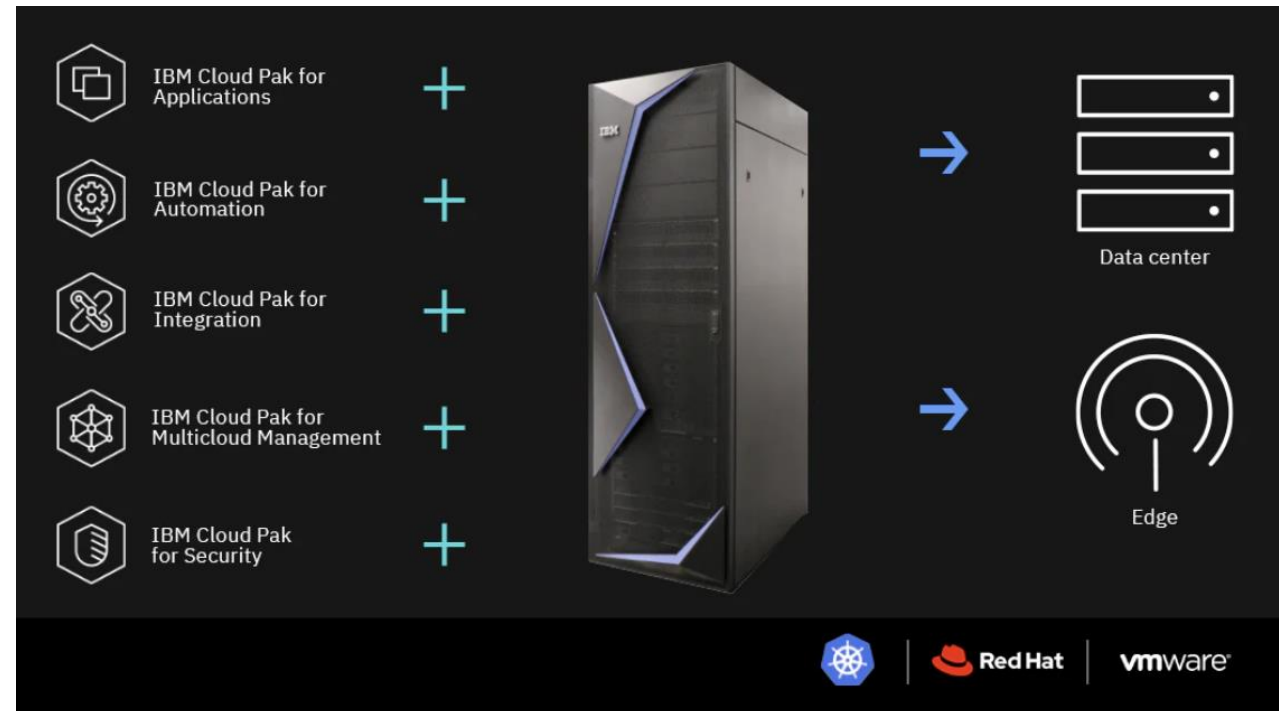 IBM Cloud Pak for
Applications
IBM Cloud Pak for
Automation
IBM Cloud Pak for
Integration
IBM Cloud Pak for
Multicloud Management
IBM Cloud Pak
for Security
IBM
Data center
Edge
Red Hat
vmware®